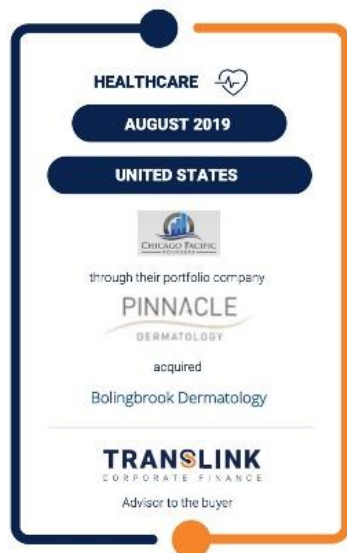 HEALTHCARE
AUGUST 2019
UNITED STATES
CHICAGO PACIFIC
FOUNDERS
through their portfolio company
PINNACLE
DERMATOLOGY
acquired
Bolingbrook Dermatology
TRANSLINK
CORPORATE FINANCE
Advisor to the buyer